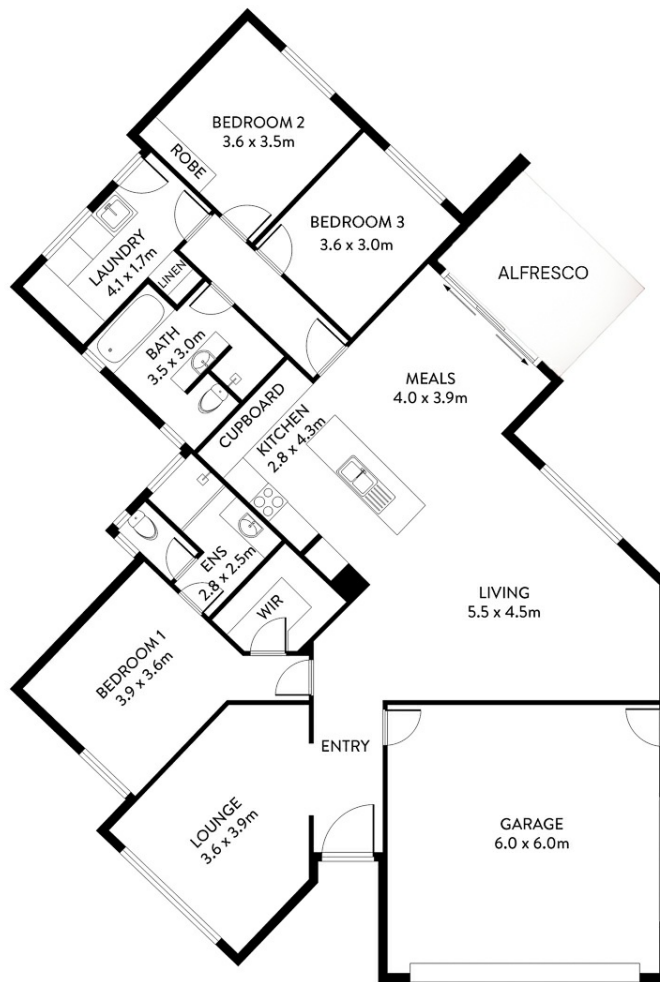 BEDROOM 2
3.6 x 3.5m
ROBE
BEDROOM 3
3.6 x 3.0m
LAUNDRY
4.1 x 1.7m
LINEN
ALFRESCO
BATH
3.5 x 3.0m
MEALS
4.0 x 3.9m
CUPBOARD
KITCHEN
2.8 x 4.3m
ENS
2.8 x 2.5m
WIR
LIVING
5.5 x 4.5m
BEDROOM 1
3.9 x 3.6m
ENTRY
LOUNGE
3.6 x 3.9m
GARAGE
6.0 x 6.0m